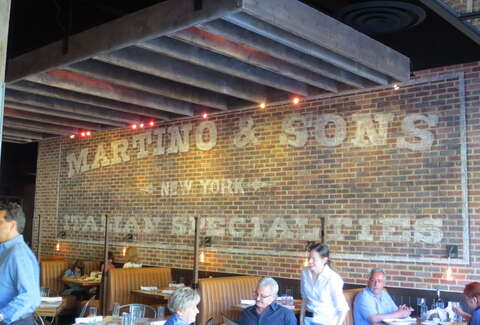 MARTINO & SONS
NEW YORK
ITALIAN SPECIALTIES